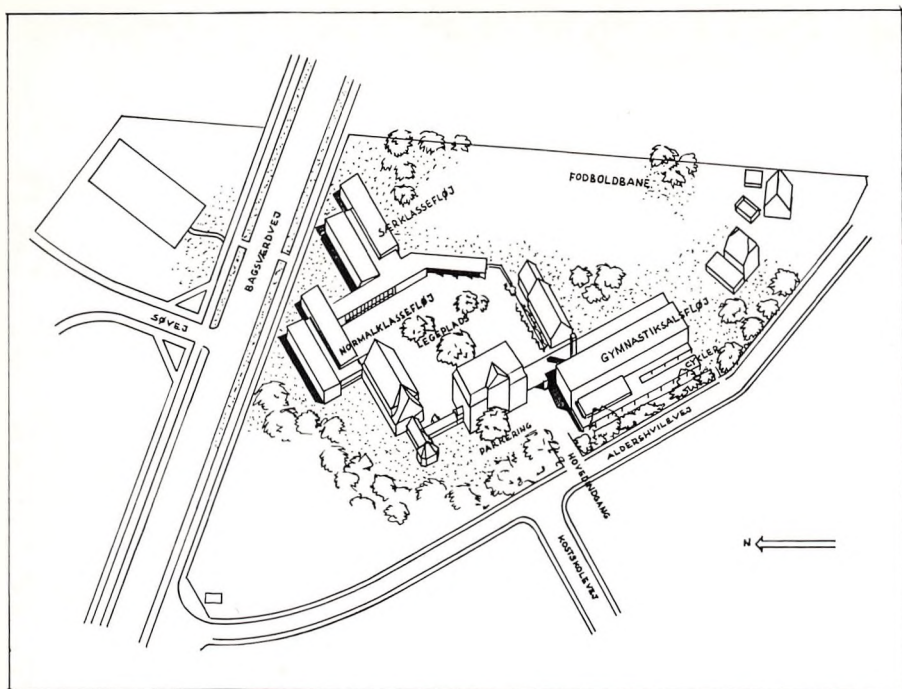 FODBOLDBANE
SÆRKLASSEFLØJ
BAGSVÆRDVEJ
SØVEJ
NORMALKLASSEFLØJ
LEGEPLADS
GYMNASTIKSALSFLØJ
CYKLER
PARKERING
ALDERSHVILEVEJ
HOVEDINDGANG
KOSTSKOLEVEJ
N